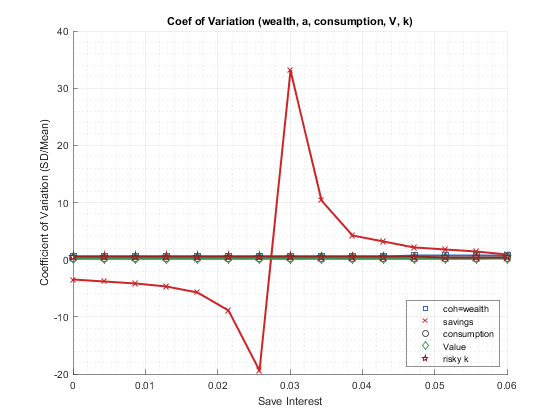 Coef of Variation (wealth, a, consumption, V, k)
Coefficient of Variation (SD/Mean)
40
30
20
10
0
-10
-20
0
0.01
0.02
0.03
0.04
0.05
0.06
Save Interest
coh=wealth
savings
consumption
Value
risky k